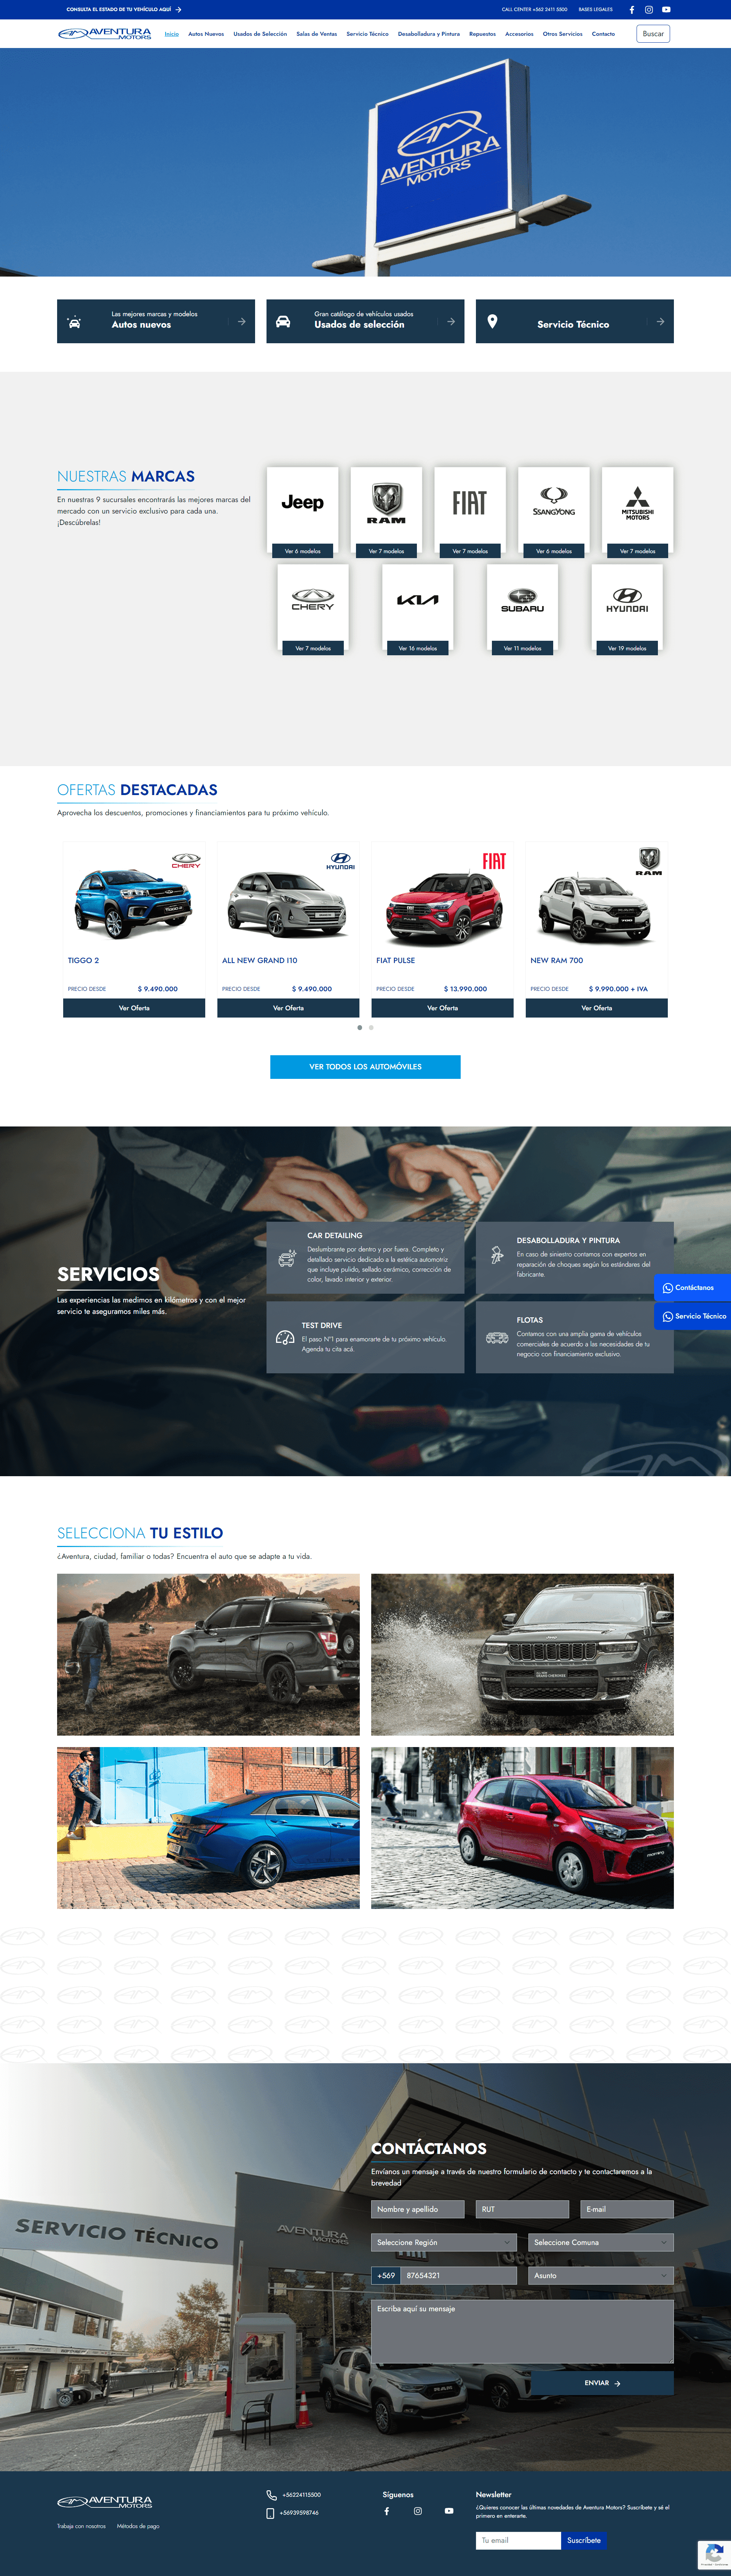 CONSULTA EL ESTADO DE TU VEHÍCULO AQUÍ
CALL CENTER +562 2411 5500
BASES LEGALES
AVENTURA MOTORS
Inicio
Autos Nuevos
Usados de Selección
Salas de Ventas
Servicio Técnico
Desabolladura y Pintura
Repuestos
Accesorios
Otros Servicios
Contacto
Buscar
AVENTURA
MOTORS
Las mejores marcas y modelos
Autos nuevos
Gran catálogo de vehículos usados
Usados de selección
Servicio Técnico
NUESTRAS MARCAS
En nuestras 9 sucursales encontrarás las mejores marcas del
mercado con un servicio exclusivo para cada una.
¡Descúbrelas!
Jeep
Ver 6 modelos
RAM
Ver 7 modelos
FIAT
Ver 7 modelos
SSANGYONG
Ver 6 modelos
MITSUBISHI
MOTORS
Ver 7 modelos
CHERY
Ver 7 modelos
KIA
Ver 16 modelos
SUBARU
Ver 11 modelos
HYUNDAI
Ver 19 modelos
OFERTAS DESTACADAS
Aprovecha los descuentos, promociones y financiamientos para tu próximo vehículo.
CHERY
TIGGO 2
PRECIO DESDE
$ 9.490.000
Ver Oferta
HYUNDAI
ALL NEW GRAND I10
PRECIO DESDE
$ 9.490.000
Ver Oferta
FIAT
FIAT PULSE
PRECIO DESDE
$ 13.990.000
Ver Oferta
RAM
NEW RAM 700
PRECIO DESDE
$ 9.990.000 + IVA
Ver Oferta
VER TODOS LOS AUTOMÓVILES
SERVICIOS
Las experiencias las medimos en kilómetros y con el mejor
servicio te aseguramos miles más.
CAR DETAILING
Deslumbrante por dentro y por fuera. Completo y
detallado servicio dedicado a la estética automotriz
que incluye pulido, sellado cerámico, corrección de
color, lavado interior y exterior.
DESABOLLADURA Y PINTURA
En caso de siniestro contamos con expertos en
reparación de choques según los estándares del
fabricante.
TEST DRIVE
El paso N°1 para enamorarte de tu próximo vehículo.
Agenda tu cita acá.
FLOTAS
Contamos con una amplia gama de vehículos
comerciales de acuerdo a las necesidades de tu
negocio con financiamiento exclusivo.
Contáctanos
Servicio Técnico
SELECCIONA TU ESTILO
¿Aventura, ciudad, familiar o todas? Encuentra el auto que se adapte a tu vida.
morning
CONTÁCTANOS
Envíanos un mensaje a través de nuestro formulario de contacto y te contactaremos a la
brevedad
Nombre y apellido
RUT
E-mail
Seleccione Región
Seleccione Comuna
+569
87654321
Asunto
Escriba aquí su mensaje
ENVIAR
SERVICIO TÉCNICO
AVENTURA
MOTORS
Jeep
RAM
AVENTURA MOTORS
Trabaja con nosotros
Métodos de pago
+56224115500
+56939598746
Síguenos
Newsletter
¿Quieres conocer las últimas novedades de Aventura Motors? Suscríbete y sé el
primero en enterarte.
Tu email
Suscríbete